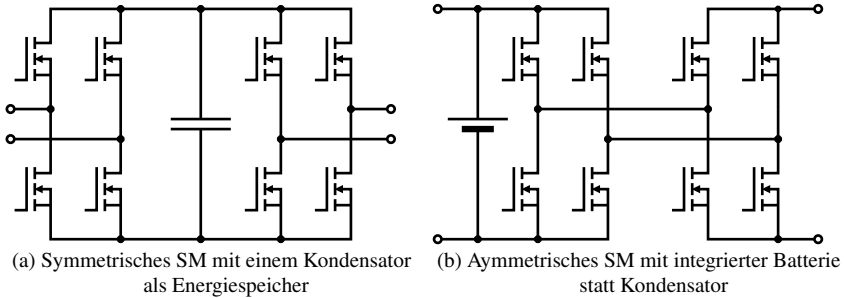 (a) Symmetrisches SM mit einem Kondensator
als Energiespeicher
(b) Aymmetrisches SM mit integrierter Batterie
statt Kondensator